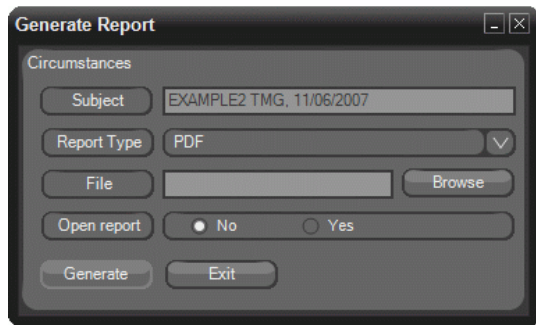 Generate Report
Circumstances
Subject EXAMPLE2 TMG, 11/06/2007
Report Type PDF
File Browse
Open report No Yes
Generate Exit